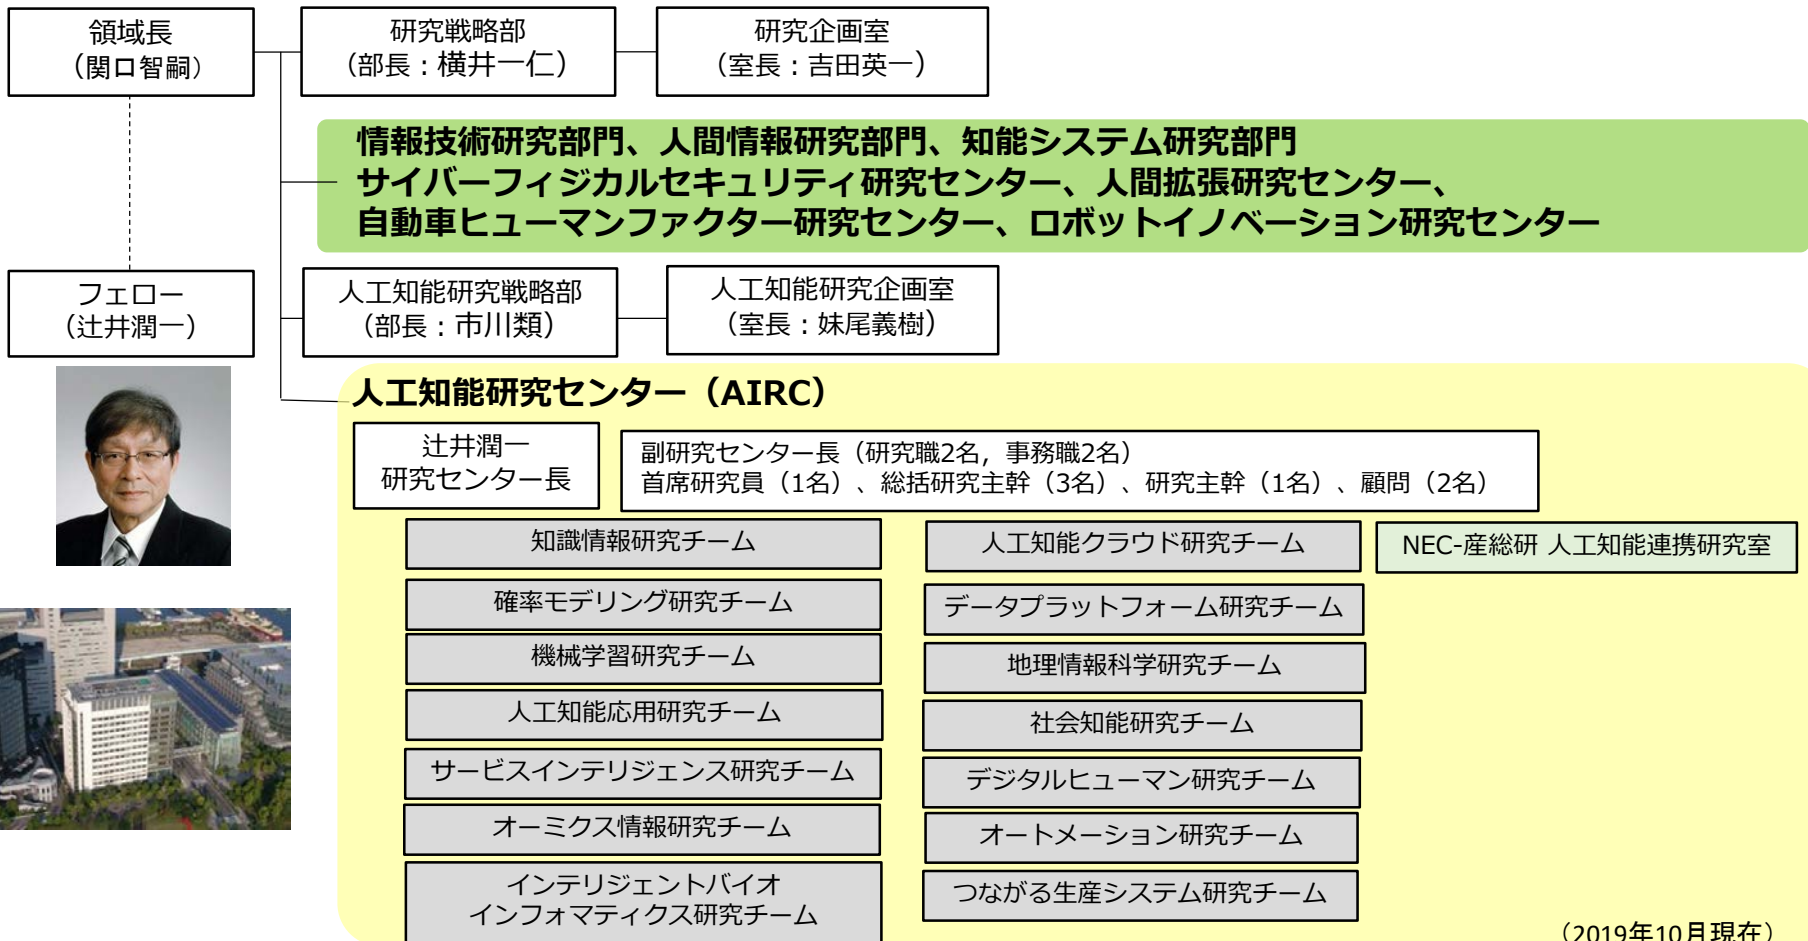 領域長
（関口智嗣）
研究戦略部
（部長：横井一仁）
研究企画室
（室長：吉田英一）
情報技術研究部門、人間情報研究部門、知能システム研究部門
サイバーフィジカルセキュリティ研究センター、人間拡張研究センター、
自動車ヒューマンファクター研究センター、ロボットイノベーション研究センター
フェロー
（辻井潤一）
人工知能研究戦略部
（部長：市川類）
人工知能研究企画室
（室長：妹尾義樹）
人工知能研究センター（AIRC）
辻井潤一
研究センター長
副研究センター長（研究職2名，事務職2名）
首席研究員（1名）、総括研究主幹（3名）、研究主幹（1名）、顧問（2名）
知識情報研究チーム
確率モデリング研究チーム
機械学習研究チーム
人工知能応用研究チーム
サービスインテリジェンス研究チーム
オーミクス情報研究チーム
インテリジェントバイオ
インフォマティクス研究チーム
人工知能クラウド研究チーム
データプラットフォーム研究チーム
地理情報科学研究チーム
社会知能研究チーム
デジタルヒューマン研究チーム
オートメーション研究チーム
つながる生産システム研究チーム
NEC-産総研 人工知能連携研究室
（2019年10月現在）